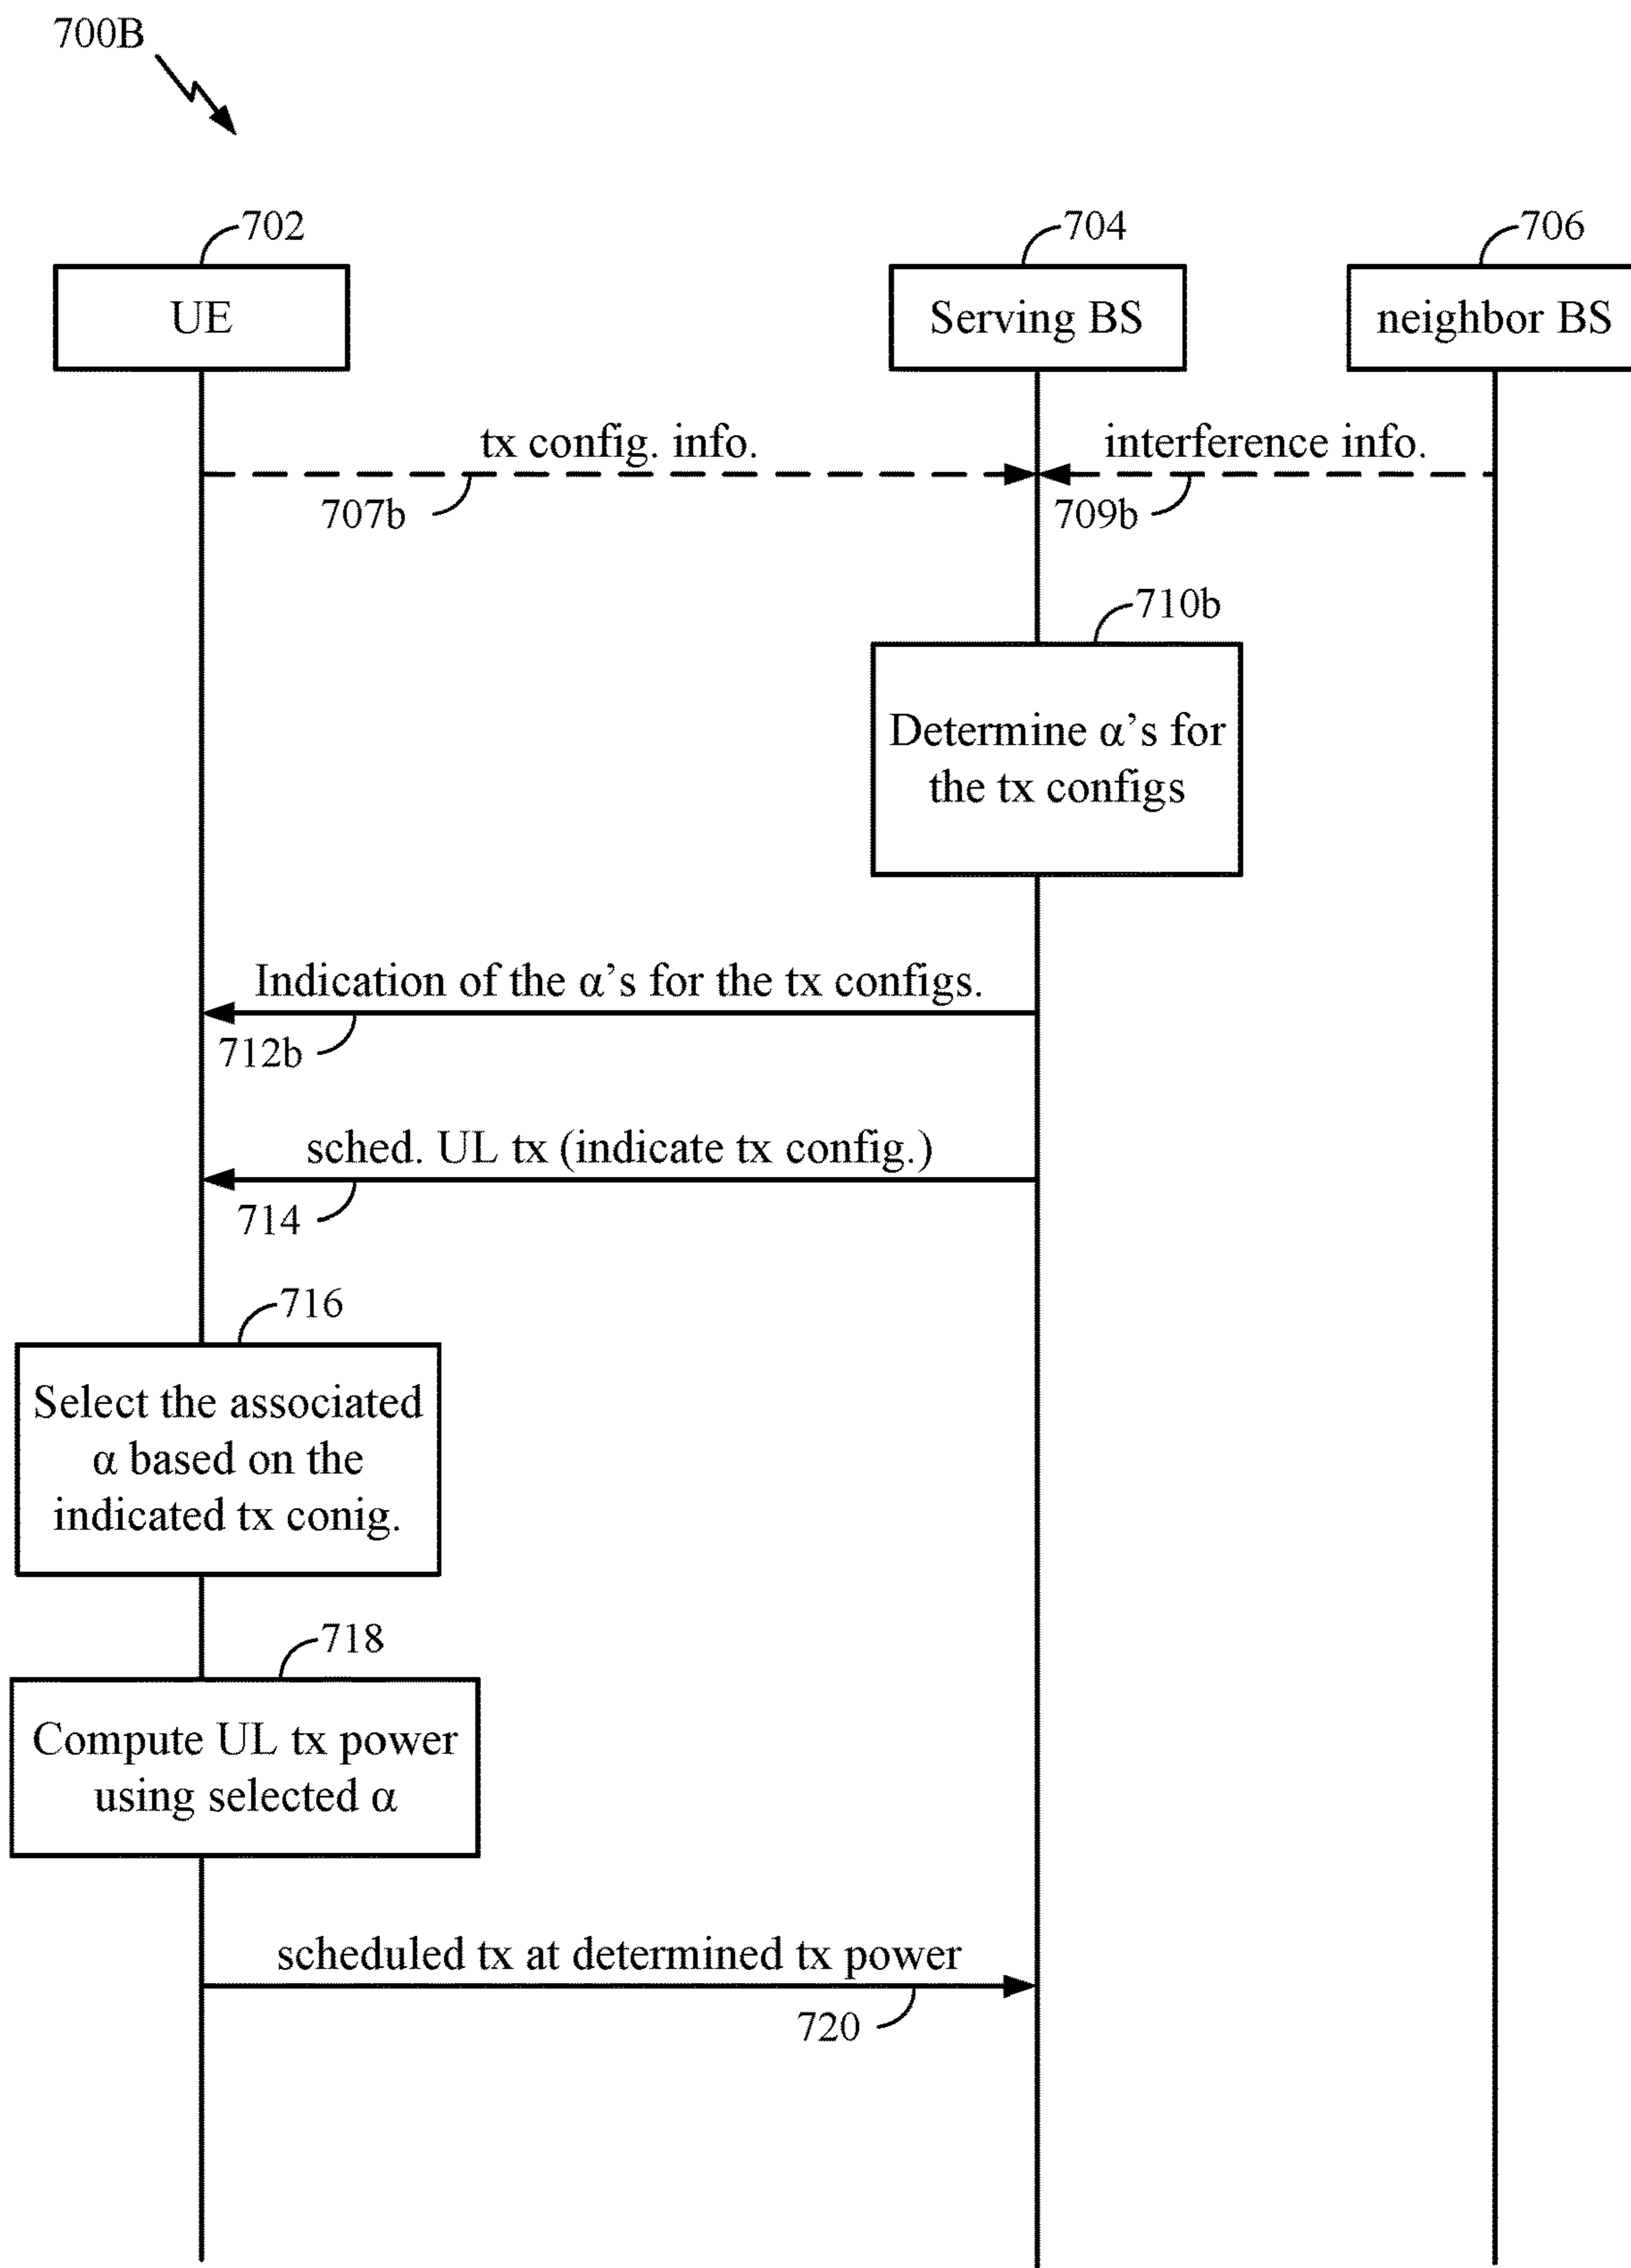 700B
702
704
706
UE
Serving BS
neighbor BS
tx config. info.
interference info.
707b
709b
710b
Determine α’s for
the tx configs
Indication of the α’s for the tx configs.
712b
sched. UL tx (indicate tx config.)
714
716
Select the associated
α based on the
indicated tx conig.
718
Compute UL tx power
using selected α
scheduled tx at determined tx power
720